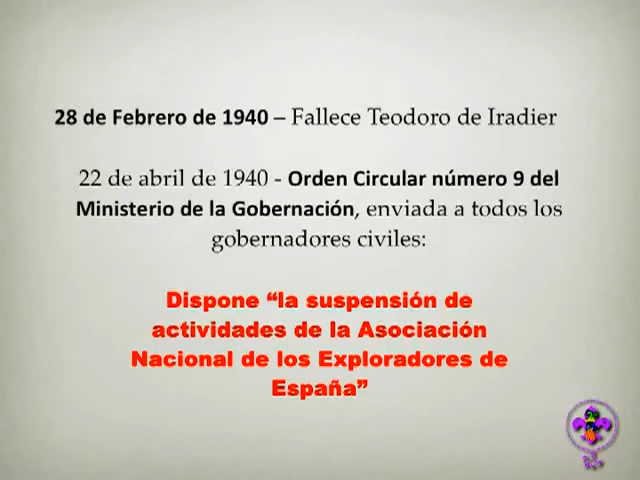 28 de Febrero de 1940 – Fallece Teodoro de Iradier
22 de abril de 1940 - Orden Circular número 9 del
Ministerio de la Gobernación, enviada a todos los
gobernadores civiles:
Dispone “la suspensión de
actividades de la Asociación
Nacional de los Exploradores de
España”